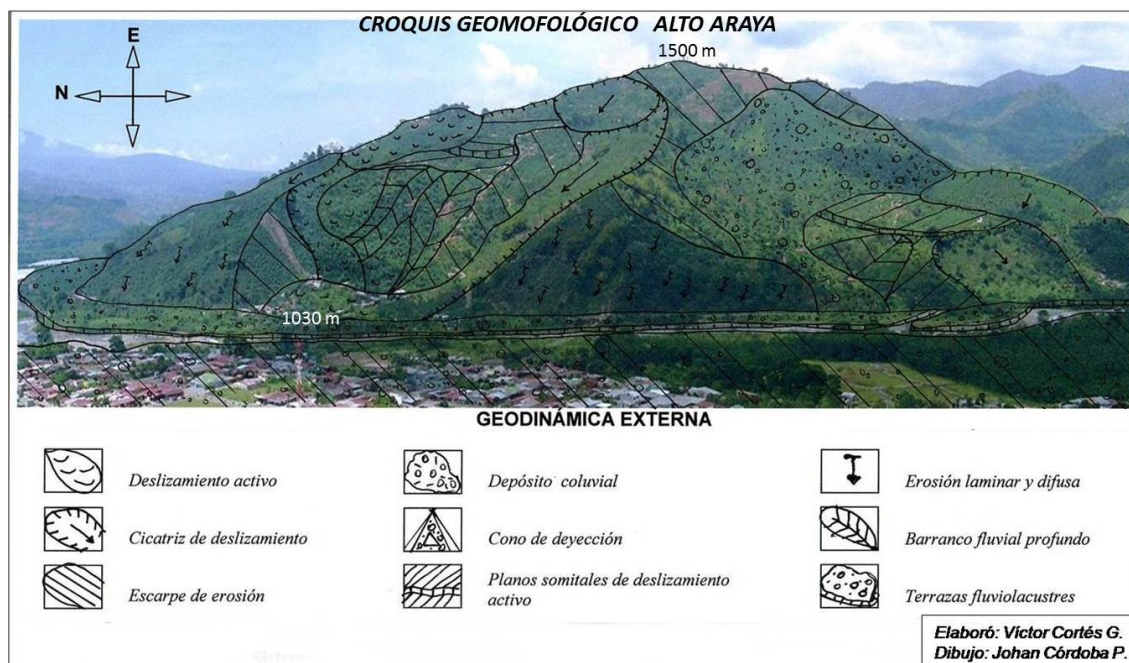 CROQUIS GEOMOFOLÓGICO ALTO ARAYA
1500 m
E
N
1030 m
GEODINÁMICA EXTERNA
Deslizamiento activo
Depósito coluvial
Erosión laminar y difusa
Cicatriz de deslizamiento
Cono de deyección
Barranco fluvial profundo
Escarpe de erosión
Planos somitales de deslizamiento
activo
Terrazas fluviolacustres
Elaboró: Víctor Cortés G.
Dibujo: Johan Córdoba P.